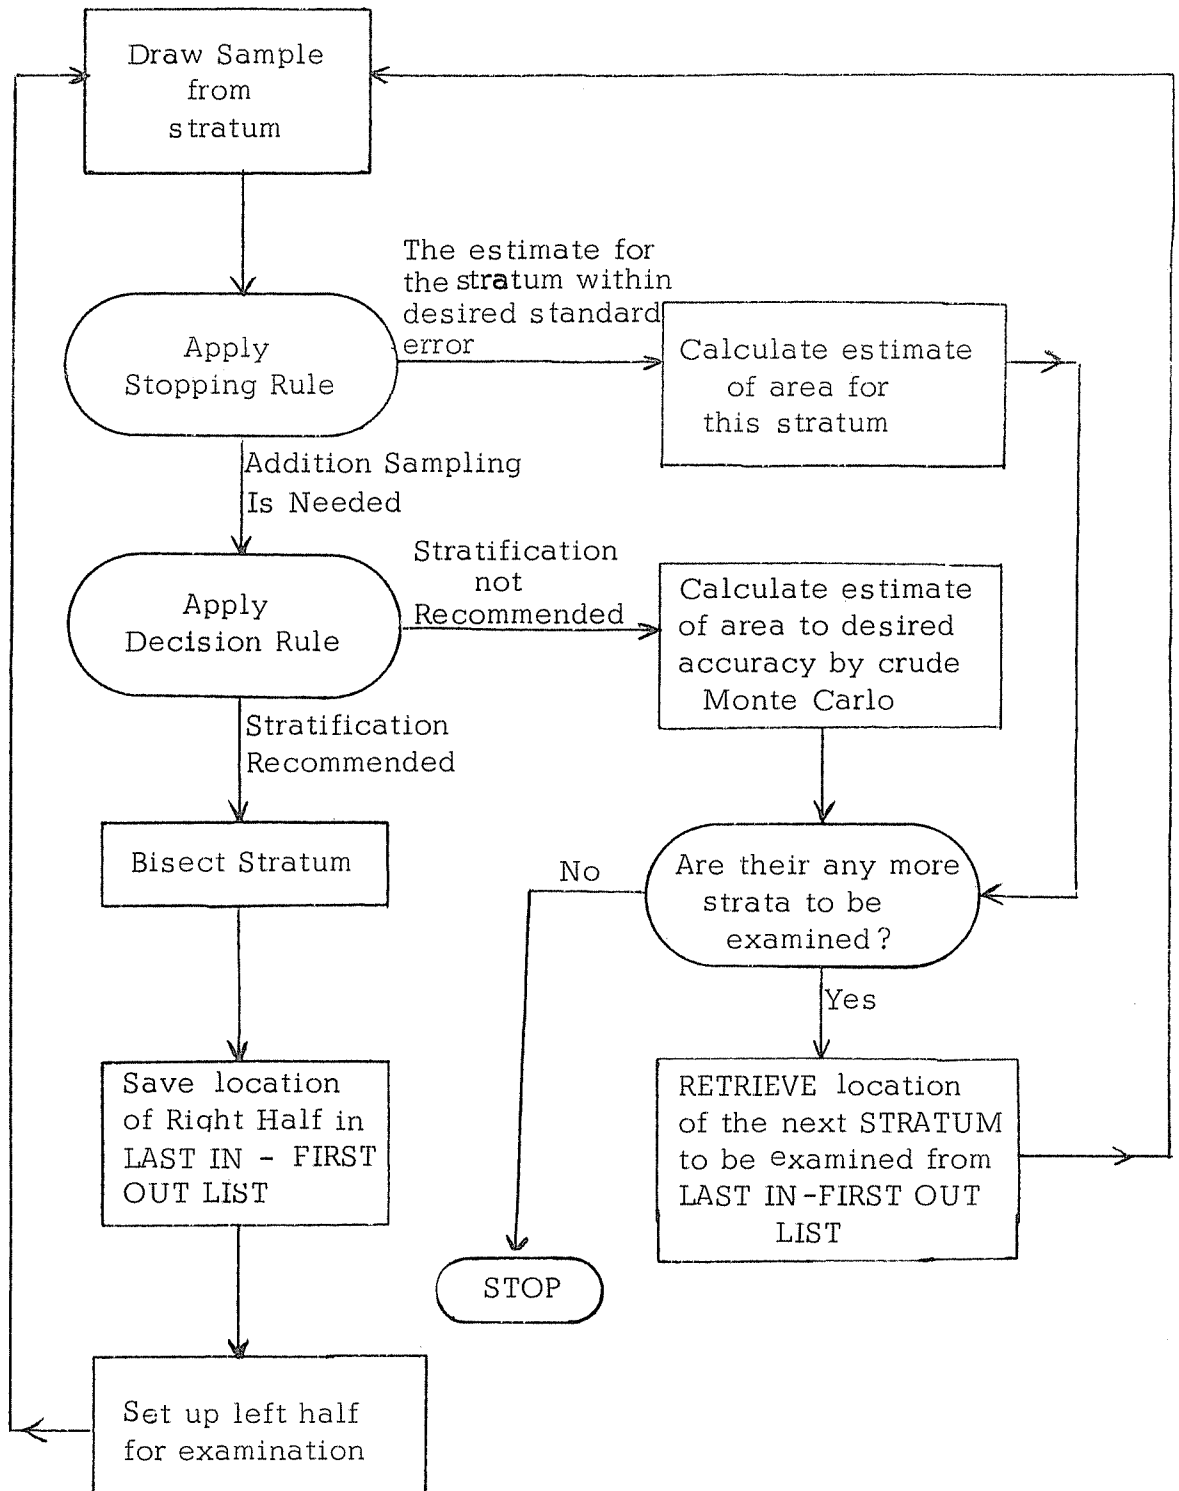 Draw Sample
from
stratum
The estimate for
the stratum within
desired standard
error
Apply
Stopping Rule
Calculate estimate
of area for
this stratum
Addition Sampling
Is Needed
Apply
Decision Rule
Stratification
not
Recommended
Calculate estimate
of area to desired
accuracy by crude
Monte Carlo
Stratification
Recommended
Bisect Stratum
No
Are their any more
strata to be
examined?
Yes
Save location
of Right Half in
LAST IN - FIRST
OUT LIST
RETRIEVE location
of the next STRATUM
to be examined from
LAST IN-FIRST OUT
LIST
STOP
Set up left half
for examination